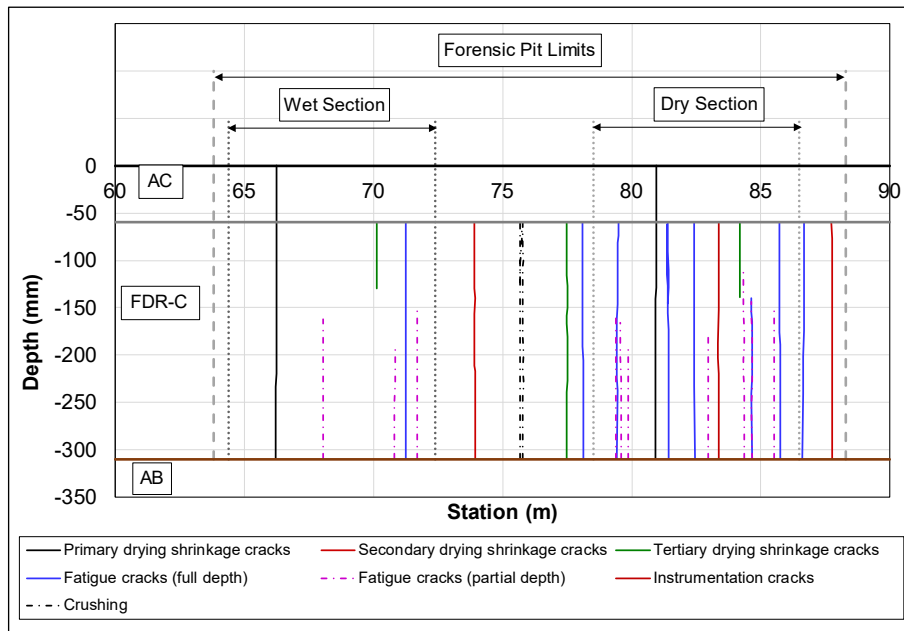 Forensic Pit Limits
Wet Section
Dry Section
0
AC
60 65 70 75 80 85 90
-50
-100
FDR-C
-150
-200
-250
-300
AB
-350
Depth (mm)
Station (m)
Primary drying shrinkage cracks Secondary drying shrinkage cracks Tertiary drying shrinkage cracks
Fatigue cracks (full depth) Fatigue cracks (partial depth) Instrumentation cracks
Crushing